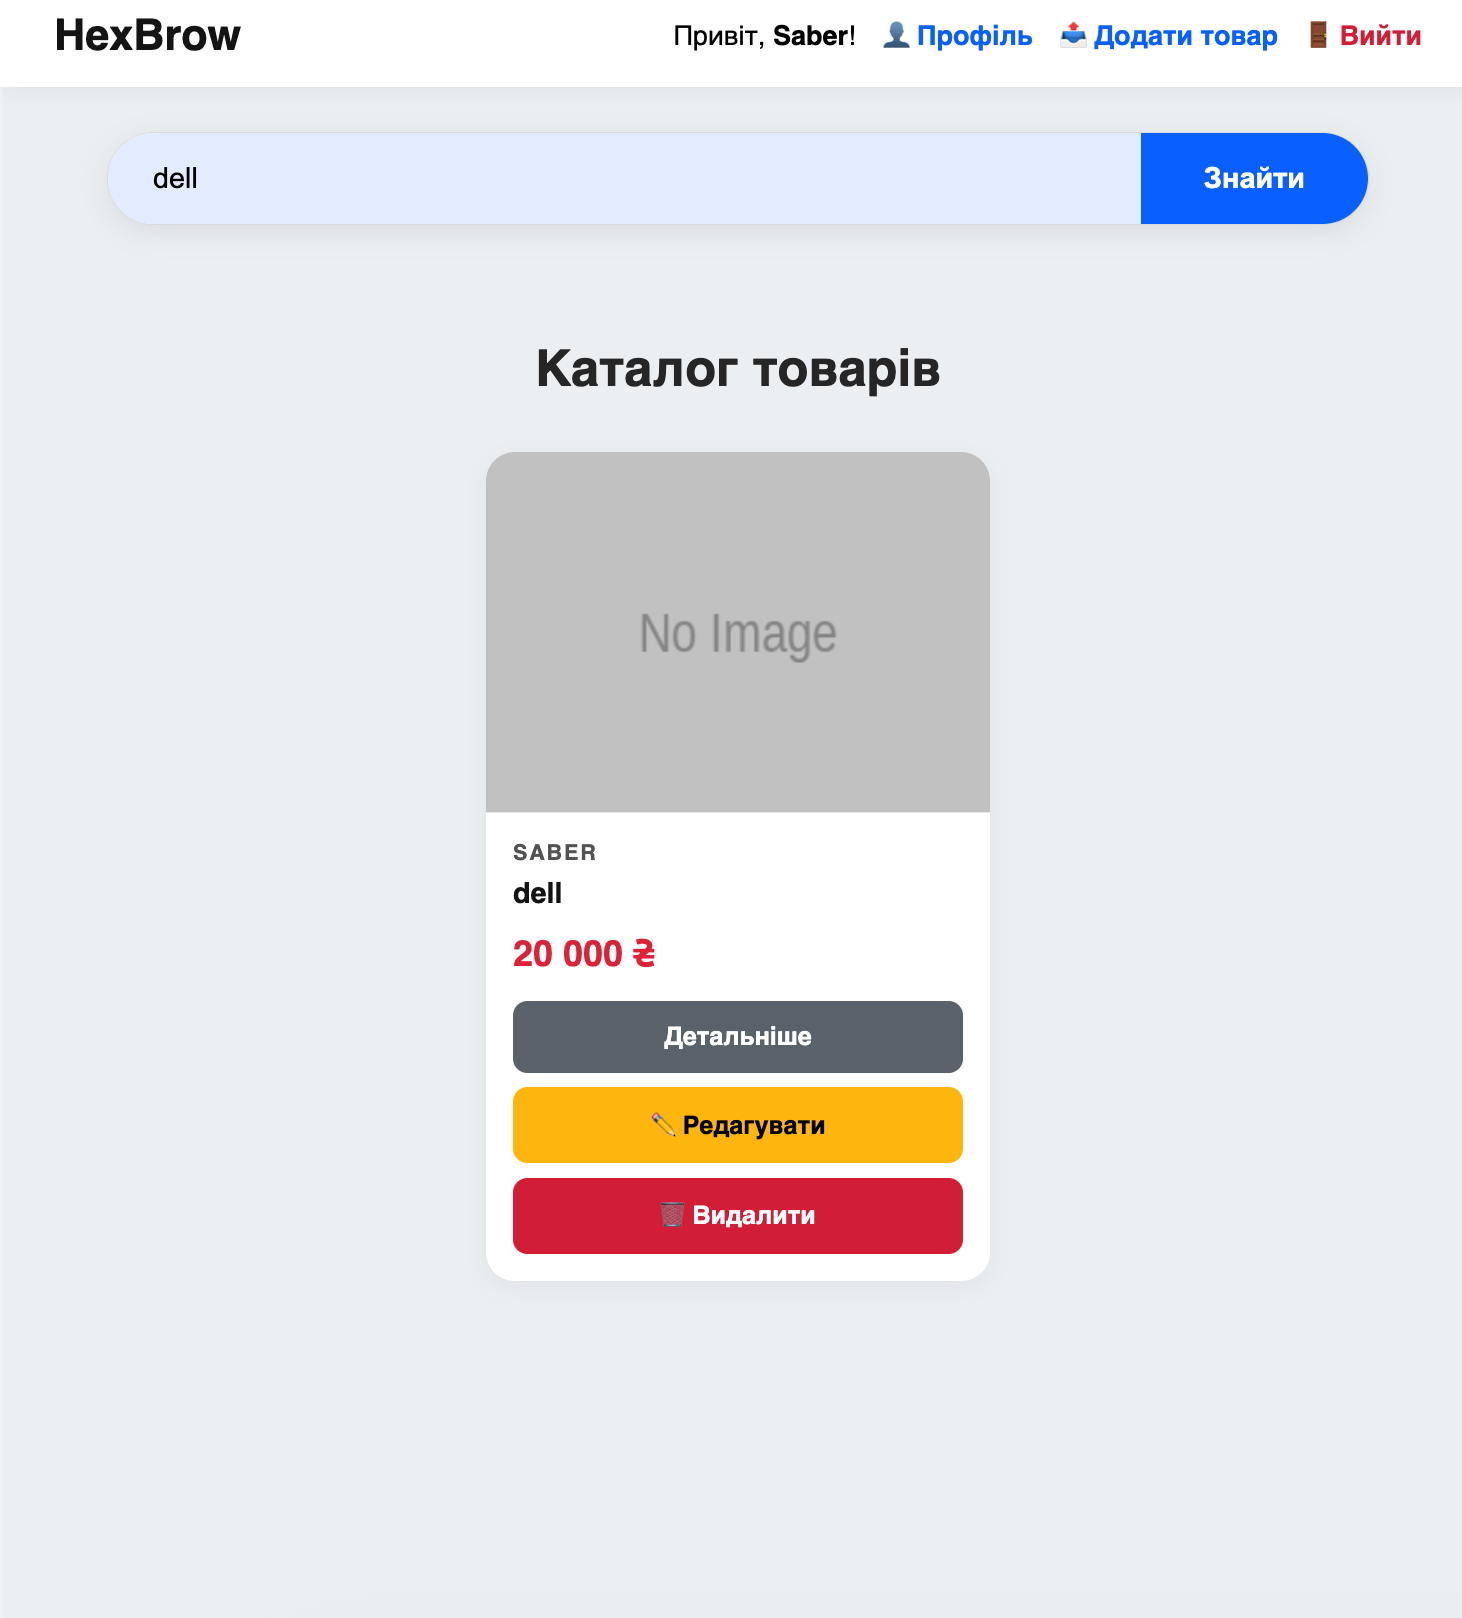 HexBrow
Привіт, Saber! 👤 Профіль 📤 Додати товар 🚪 Вийти
dell
Знайти
Каталог товарів
No Image
SABER
dell
20 000 ₴
Детальніше
✏️ Редагувати
🗑️ Видалити